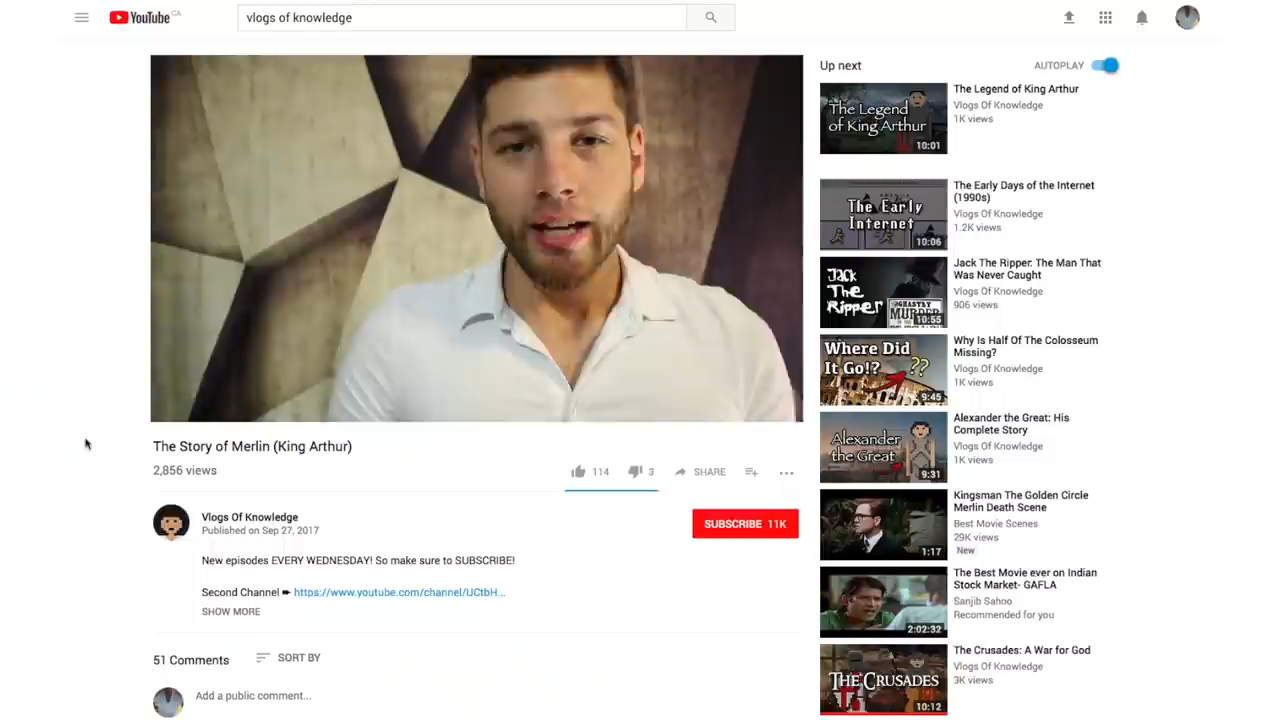 YouTube CA
vlogs of knowledge
Up next
AUTOPLAY
The Legend
of King Arthur
10:01
The Legend of King Arthur
Vlogs Of Knowledge
1K views
The Early
Internet
10:06
The Early Days of the Internet
(1990s)
Vlogs Of Knowledge
1.2K views
Jack
The
Ripper
GHASTLY
MURDER
10:55
Jack The Ripper: The Man That
Was Never Caught
Vlogs Of Knowledge
906 views
Where Did
It Go!?
??
9:45
Why Is Half Of The Colosseum
Missing?
Vlogs Of Knowledge
1K views
Alexander
the Great
9:31
Alexander the Great: His
Complete Story
Vlogs Of Knowledge
1K views
1:17
Kingsman The Golden Circle
Merlin Death Scene
Best Movie Scenes
29K views
New
2:02:32
The Best Movie ever on Indian
Stock Market- GAFLA
Sanjib Sahoo
Recommended for you
THE CRUSADES
10:12
The Crusades: A War for God
Vlogs Of Knowledge
3K views
The Story of Merlin (King Arthur)
2,856 views
114
3
SHARE
Vlogs Of Knowledge
Published on Sep 27, 2017
SUBSCRIBE 11K
New episodes EVERY WEDNESDAY! So make sure to SUBSCRIBE!
Second Channel ➨ https://www.youtube.com/channel/UCtbH...
SHOW MORE
51 Comments
SORT BY
Add a public comment...